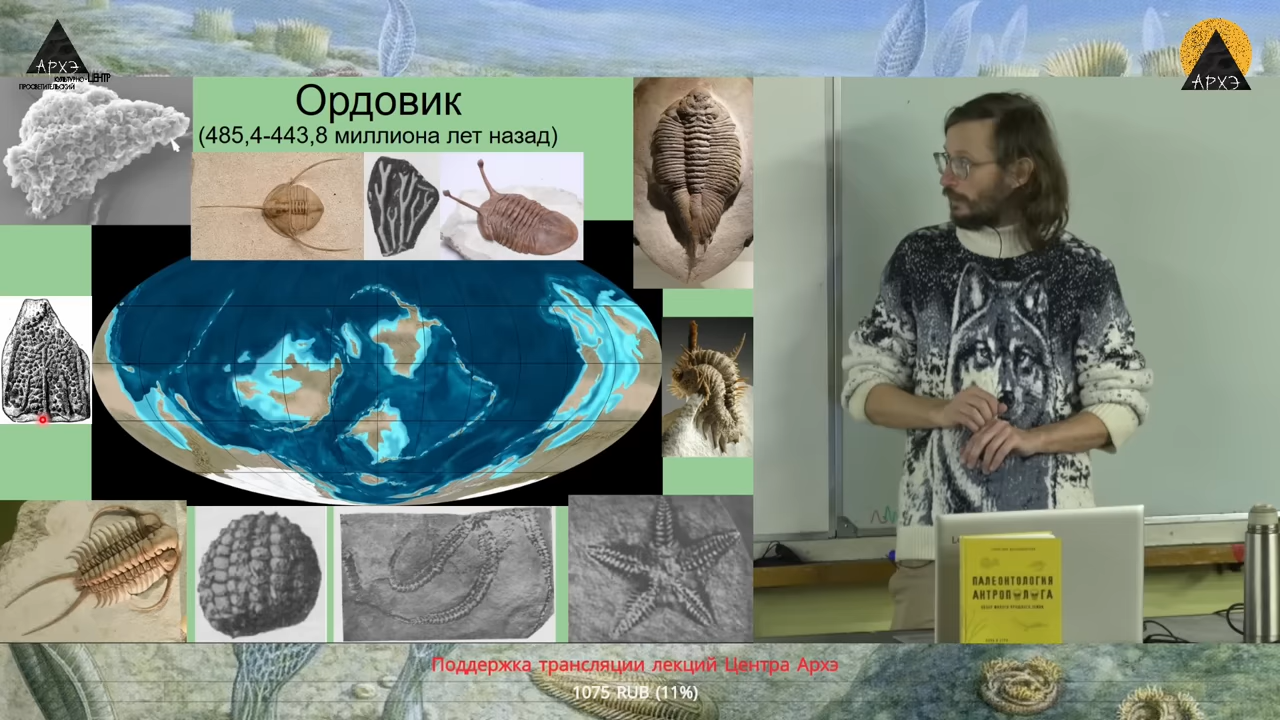 АРХЭ
КУЛЬТУРНО-ЦЕНТР
ПРОСВЕТИТЕЛЬСКИЙ
АРХЭ
Ордовик
(485,4-443,8 миллиона лет назад)
ПАЛЕОНТОЛОГИЯ
АНТРОПОЛОГА
Поддержка трансляции лекций Центра Архэ
1075 RUB (11%)